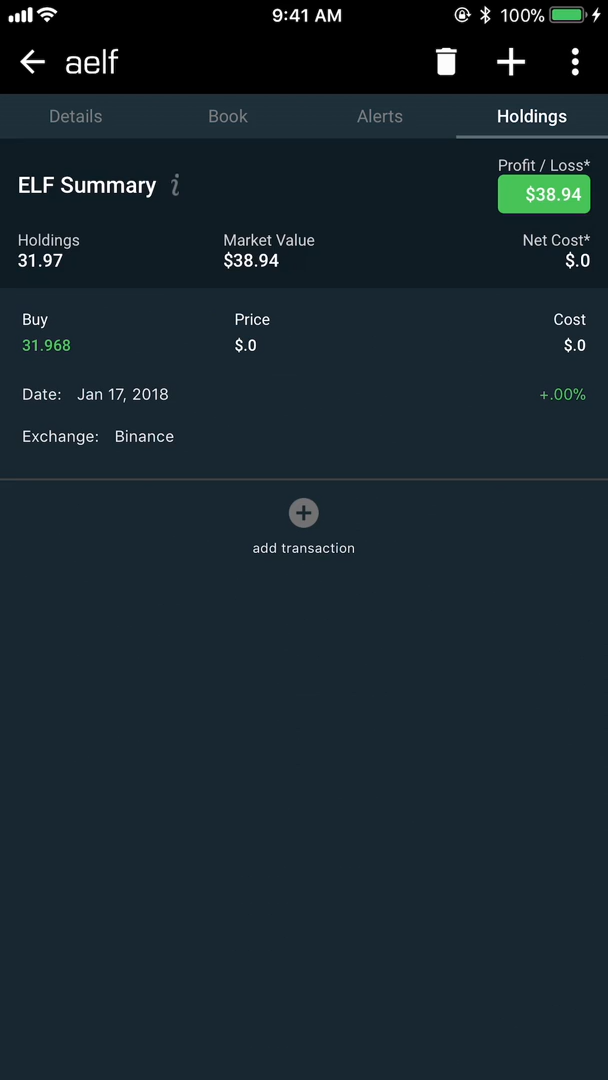 9:41 AM 100%
aelf
Details Book Alerts Holdings
Profit / Loss*
ELF Summary i $38.94
Holdings Market Value Net Cost*
31.97 $38.94 $.0
Buy Price Cost
31.968 $.0 $.0
Date: Jan 17, 2018 +.00%
Exchange: Binance
add transaction